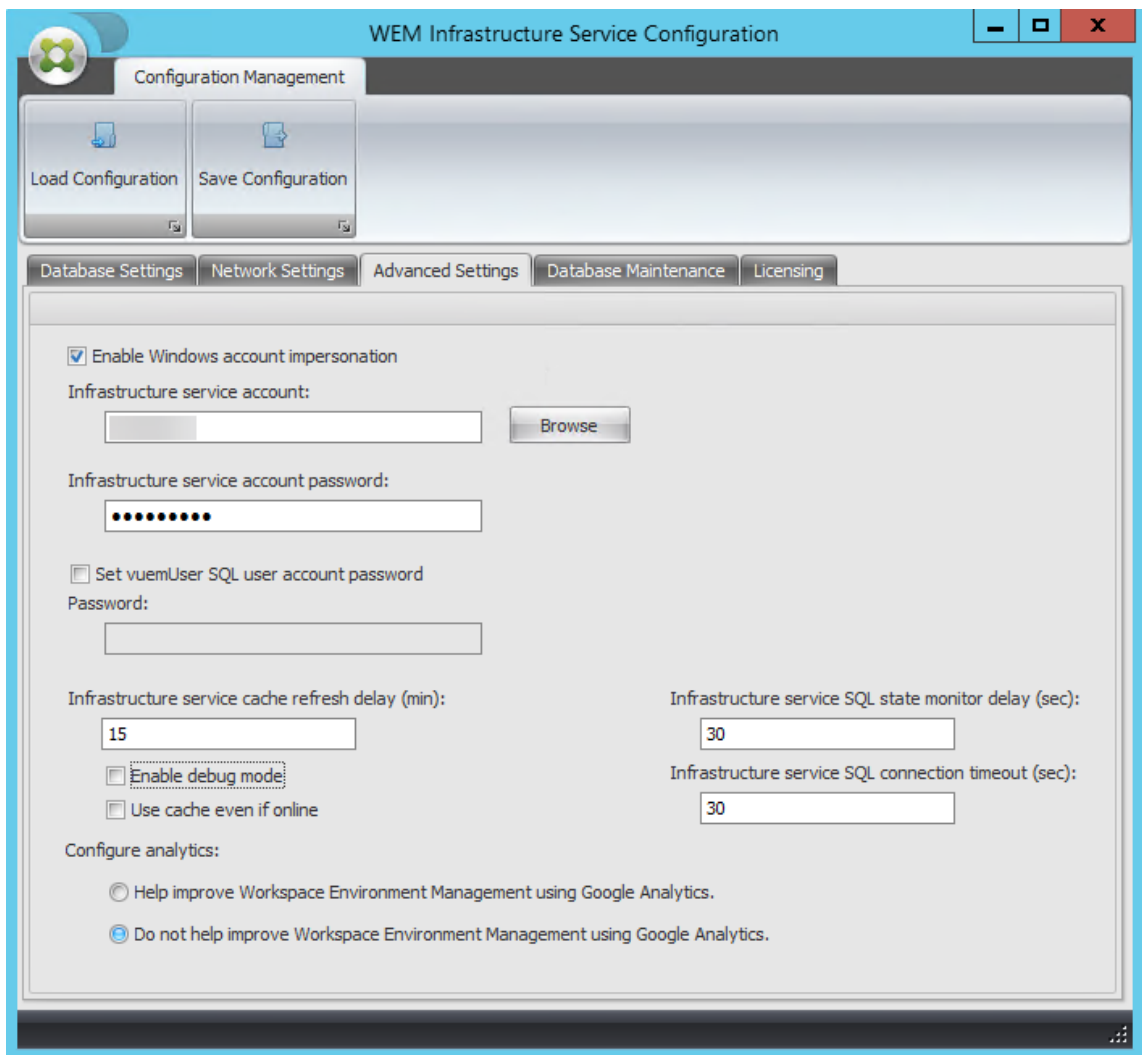 WEM Infrastructure Service Configuration
Configuration Management
Load Configuration
Save Configuration
Database Settings
Network Settings
Advanced Settings
Database Maintenance
Licensing
Enable Windows account impersonation
Infrastructure service account:
Browse
Infrastructure service account password:
•••••••••
Set vuemUser SQL user account password
Password:
Infrastructure service cache refresh delay (min):
Infrastructure service SQL state monitor delay (sec):
15
30
Enable debug mode
Infrastructure service SQL connection timeout (sec):
Use cache even if online
30
Configure analytics:
Help improve Workspace Environment Management using Google Analytics.
Do not help improve Workspace Environment Management using Google Analytics.